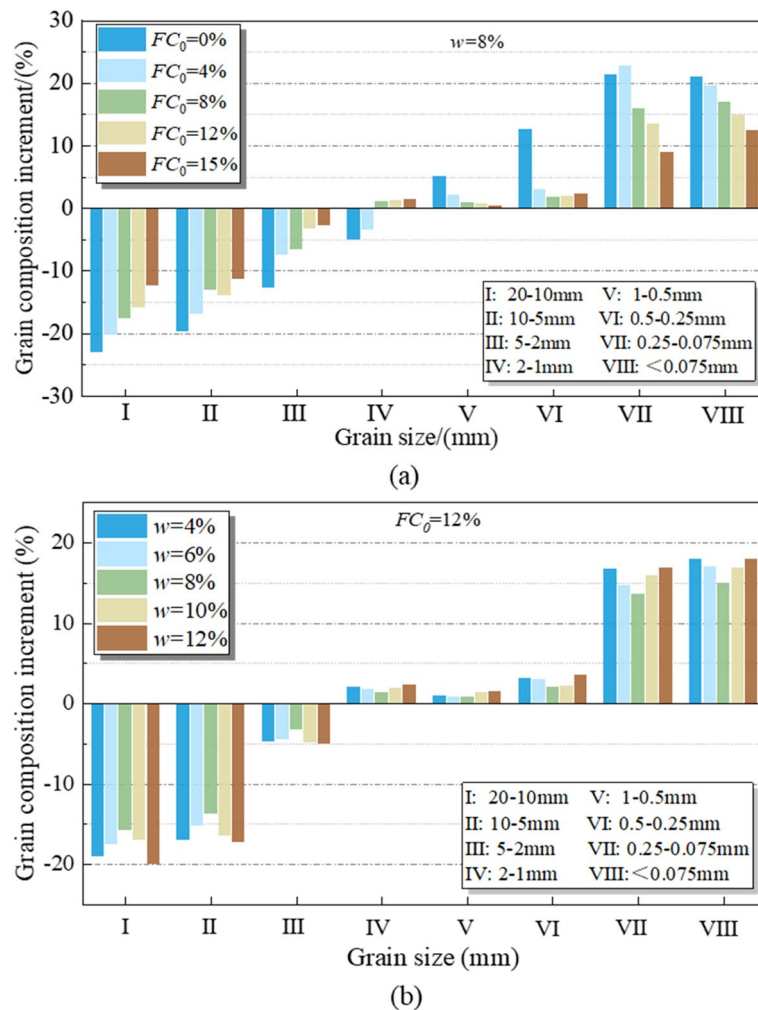 30
20
10
0
-10
-20
-30
Grain composition increment/(%)
w=8%
FC₀=0%
FC₀=4%
FC₀=8%
FC₀=12%
FC₀=15%
I: 20-10mm V: 1-0.5mm
II: 10-5mm VI: 0.5-0.25mm
III: 5-2mm VII: 0.25-0.075mm
IV: 2-1mm VIII: <0.075mm
I II III IV V VI VII VIII
Grain size/(mm)
(a)
20
10
0
-10
-20
Grain composition increment (%)
FC₀=12%
w=4%
w=6%
w=8%
w=10%
w=12%
I: 20-10mm V: 1-0.5mm
II: 10-5mm VI: 0.5-0.25mm
III: 5-2mm VII: 0.25-0.075mm
IV: 2-1mm VIII: <0.075mm
I II III IV V VI VII VIII
Grain size (mm)
(b)